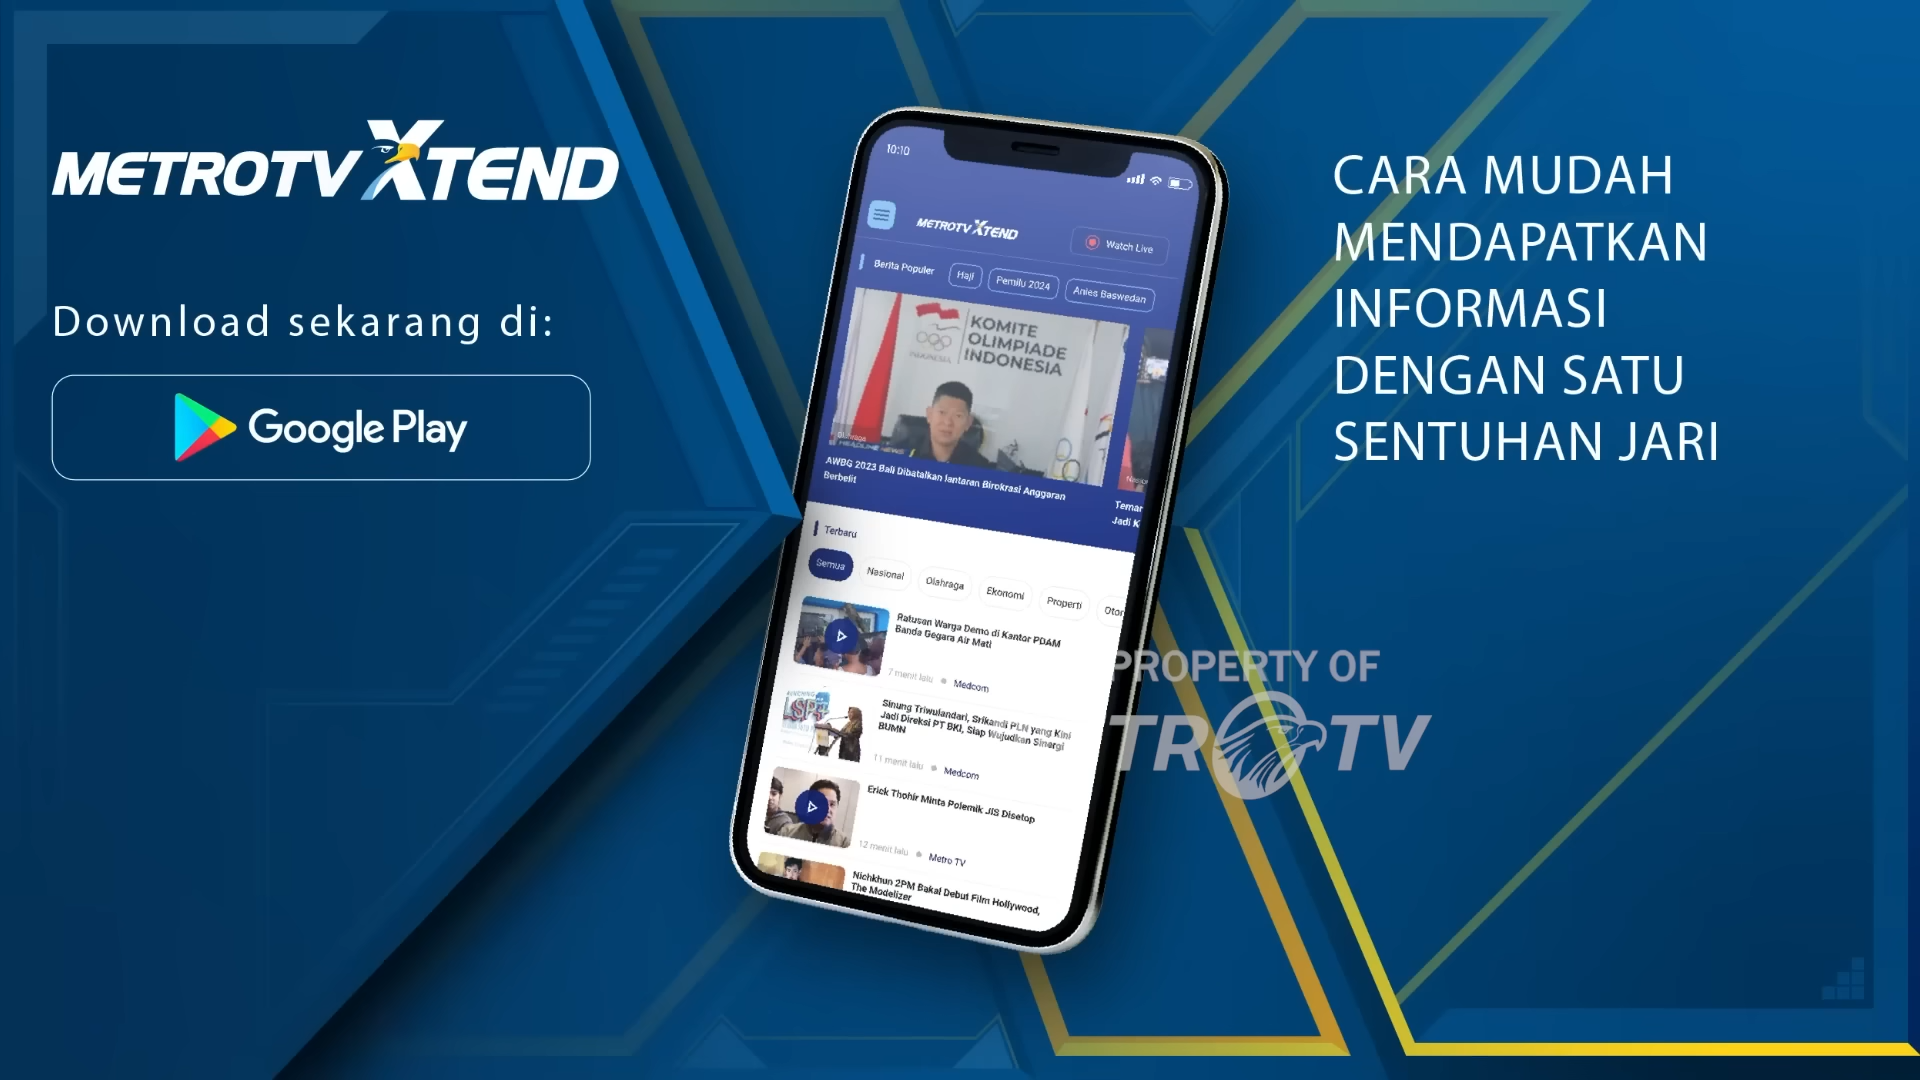 METROTV XTEND
Download sekarang di:
Google Play
10:10
METROTV XTEND
Watch Live
Berita Populer
Haji
Pemilu 2024
Anies Baswedan
KOMITE
OLIMPIADE
INDONESIA
INDONESIA
Olahraga
AWBG 2023 Bali Dibatalkan lantaran Birokrasi Anggaran
Berbelit
Temar
Jadi K
Terbaru
Semua
Nasional
Olahraga
Ekonomi
Properti
Otor
Ratusan Warga Demo di Kantor PDAM
Banda Gegara Air Mati
7 menit lalu
Medcom
Sinung Triwulandari, Srikandi PLN yang Kini
Jadi Direksi PT BKI, Siap Wujudkan Sinergi
BUMN
11 menit lalu
Medcom
Erick Thohir Minta Polemik JIS Disetop
12 menit lalu
Metro TV
Nichkhun 2PM Bakal Debut Film Hollywood,
The Modelizer
CARA MUDAH
MENDAPATKAN
INFORMASI
DENGAN SATU
SENTUHAN JARI
PROPERTY OF
TROTV